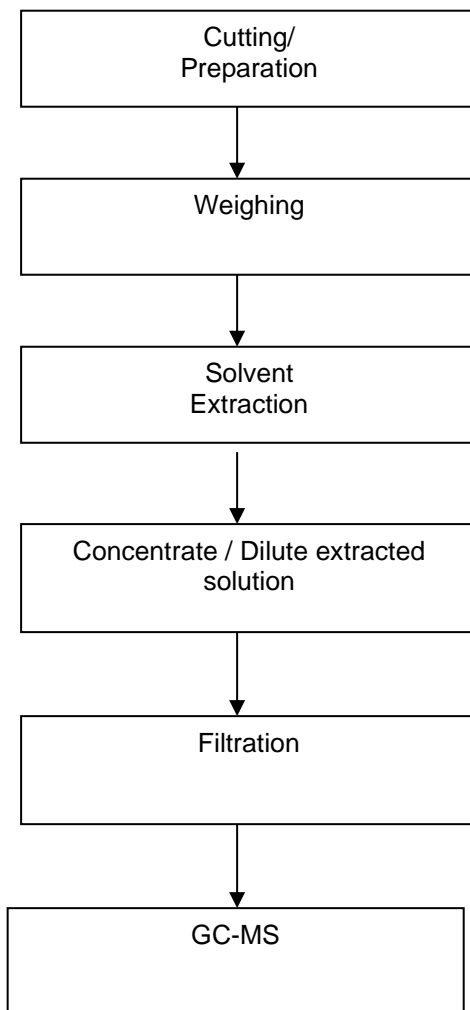 Cutting/
Preparation
Weighing
Solvent
Extraction
Concentrate / Dilute extracted
solution
Filtration
GC-MS